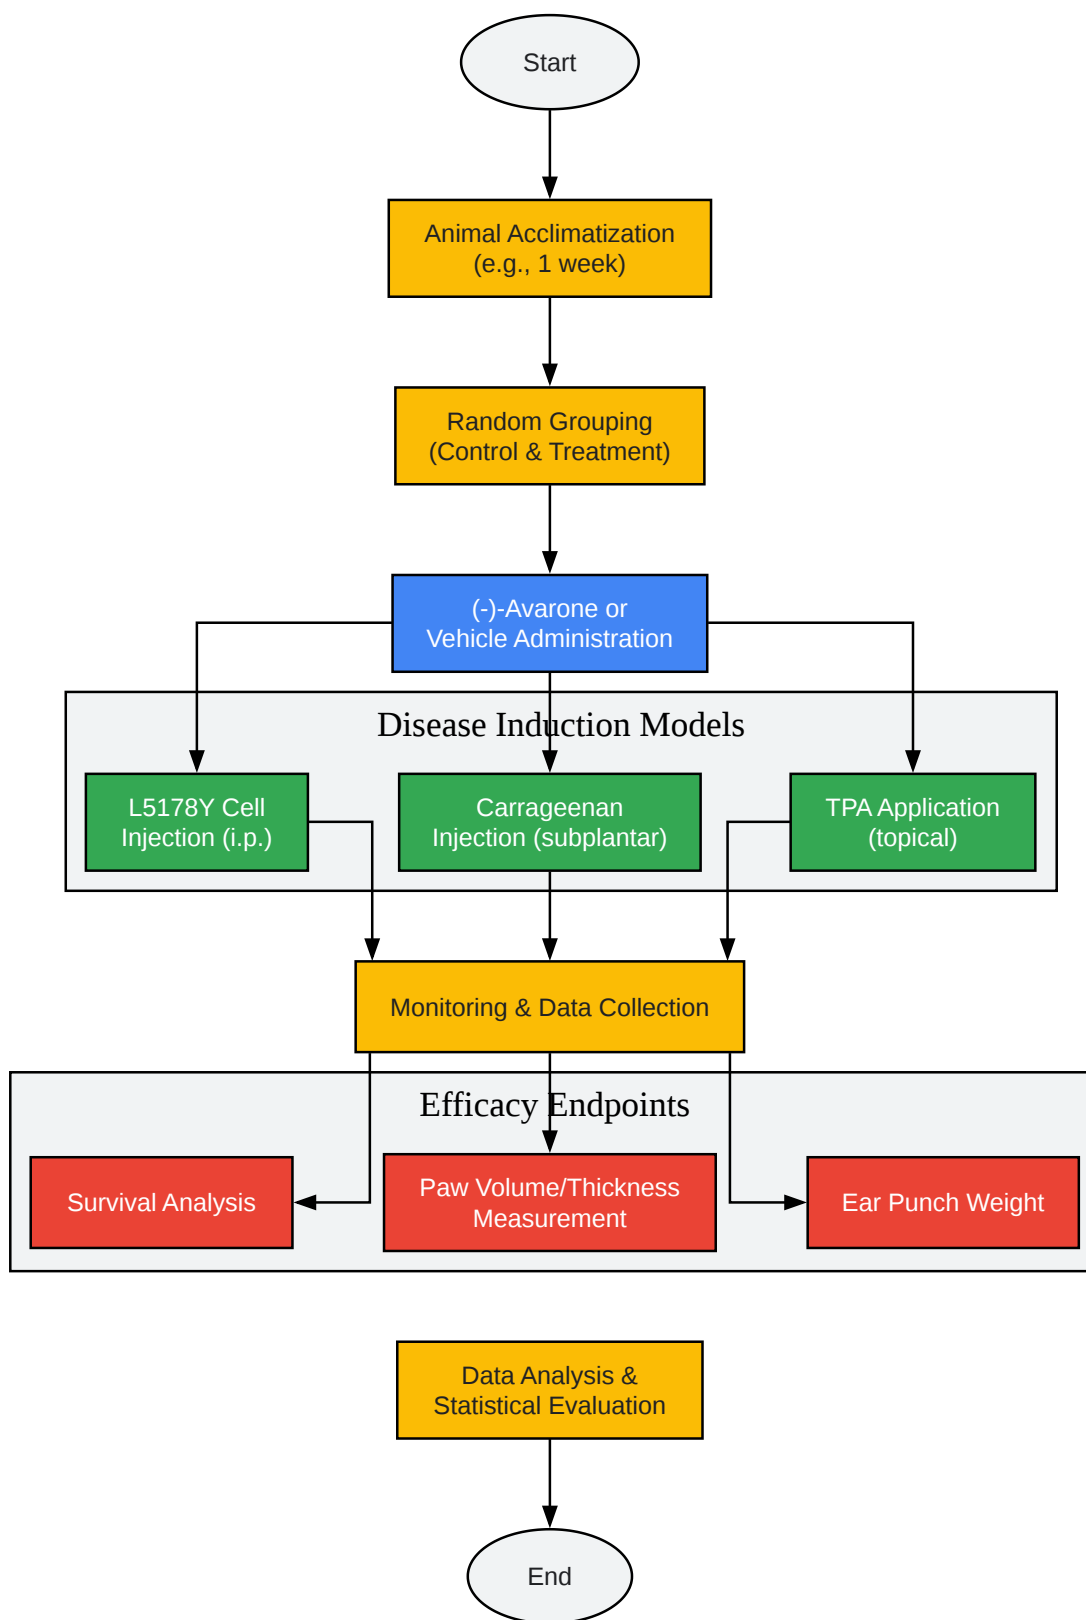 Start
Animal Acclimatization
(e.g., 1 week)
Random Grouping
(Control & Treatment)
(-)-Avarone or
Vehicle Administration
Disease Induction Models
L5178Y Cell
Injection (i.p.)
Carrageenan
Injection (subplantar)
TPA Application
(topical)
Monitoring & Data Collection
Efficacy Endpoints
Survival Analysis
Paw Volume/Thickness
Measurement
Ear Punch Weight
Data Analysis &
Statistical Evaluation
End